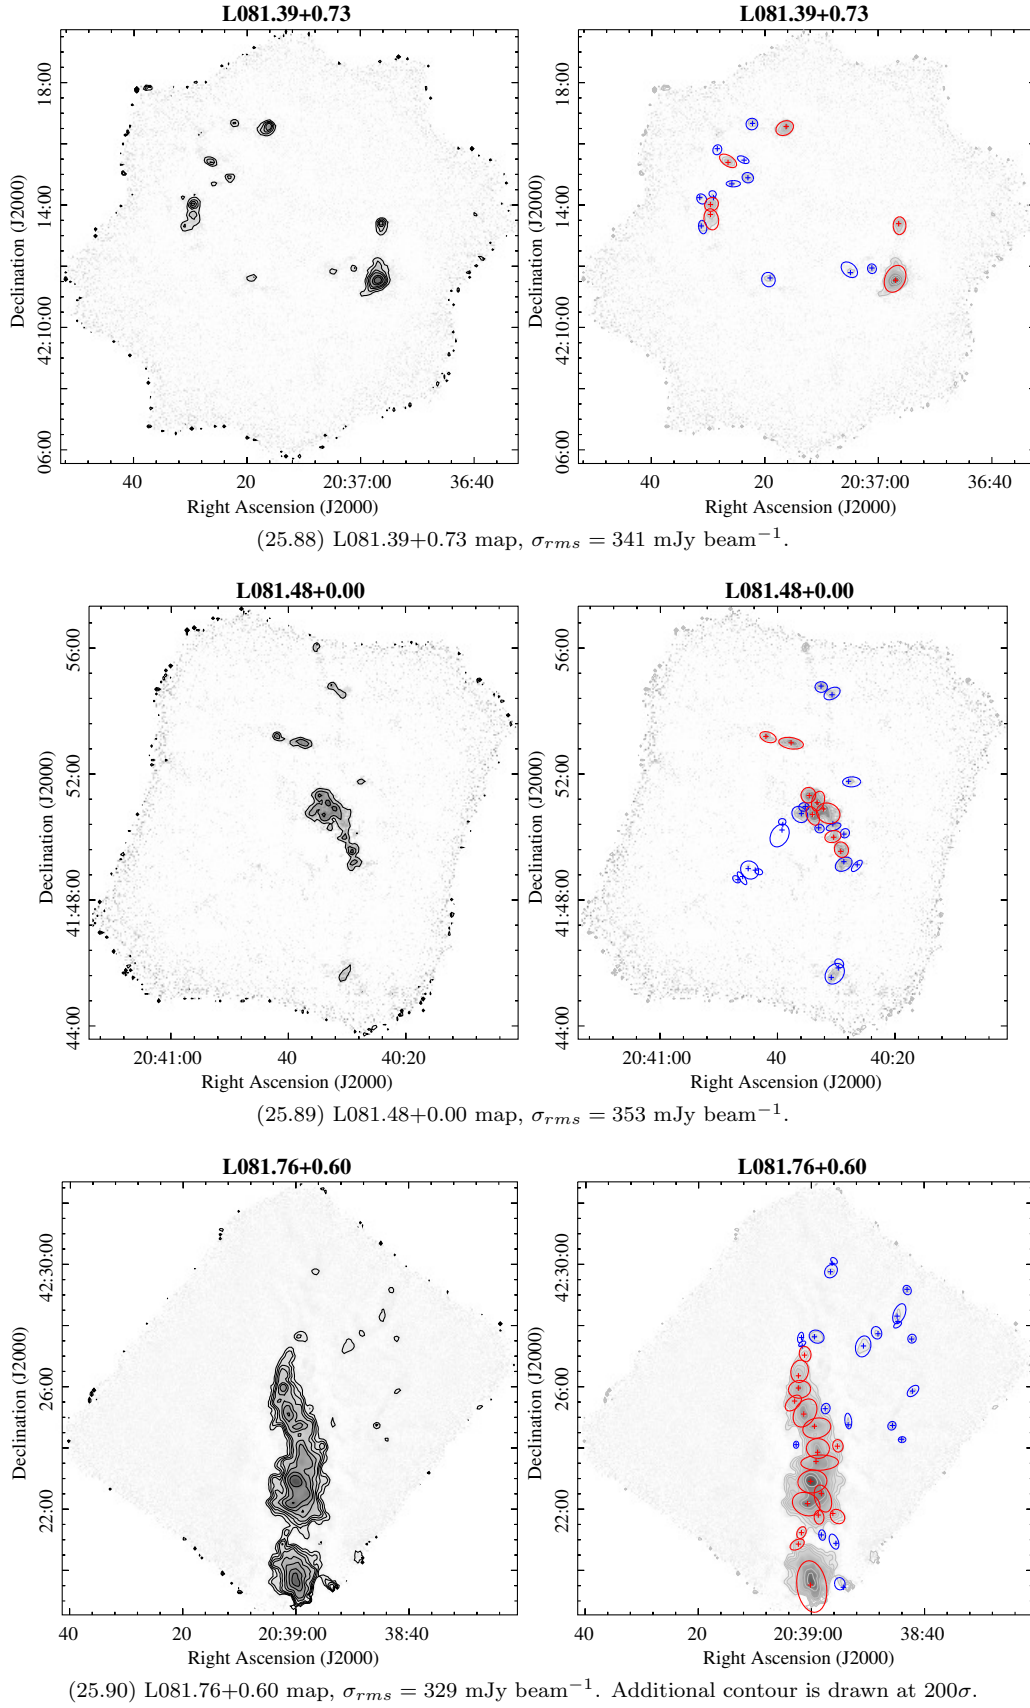 L081.39+0.73
L081.39+0.73
Declination (J2000)
18:00
14:00
42:10:00
06:00
40
20
20:37:00
36:40
Right Ascension (J2000)
Declination (J2000)
18:00
14:00
42:10:00
06:00
40
20
20:37:00
36:40
Right Ascension (J2000)
(25.88) L081.39+0.73 map, σrms = 341 mJy beam−1.
L081.48+0.00
L081.48+0.00
Declination (J2000)
56:00
52:00
41:48:00
44:00
20:41:00
40
40:20
Right Ascension (J2000)
Declination (J2000)
56:00
52:00
41:48:00
44:00
20:41:00
40
40:20
Right Ascension (J2000)
(25.89) L081.48+0.00 map, σrms = 353 mJy beam−1.
L081.76+0.60
L081.76+0.60
Declination (J2000)
42:30:00
26:00
22:00
40
20
20:39:00
38:40
Right Ascension (J2000)
Declination (J2000)
42:30:00
26:00
22:00
40
20
20:39:00
38:40
Right Ascension (J2000)
(25.90) L081.76+0.60 map, σrms = 329 mJy beam−1. Additional contour is drawn at 200σ.